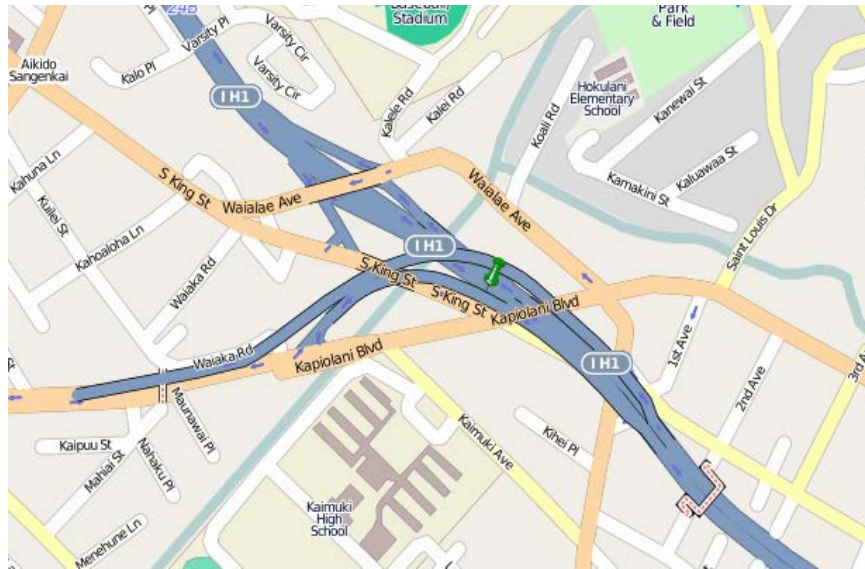 24B
Varsity Pl
Varsity Cir
Baseball
Stadium
Park
& Field
Kalo Pl
Varsity Cir
Aikido
Sangenkai
I H1
Kalele Rd
Kalei Rd
Koali Rd
Hokulani
Elementary
School
Kanewai St
Kahuna Ln
S King St
Kuilei St
Waialae Ave
Waialae Ave
Kamakini St
Kaluawaa St
Saint Louis Dr
Kahoaloha Ln
Waiaka Rd
I H1
S King St
S King St
Kapiolani Blvd
Waiaka Rd
Kapiolani Blvd
I H1
1st Ave
2nd Ave
3rd A
Maunawai Pl
Kaipuu St
Nahaku Pl
Mahiai St
Kaimuki Ave
Kihei Pl
Kaimuki
High
School
Menehune Ln